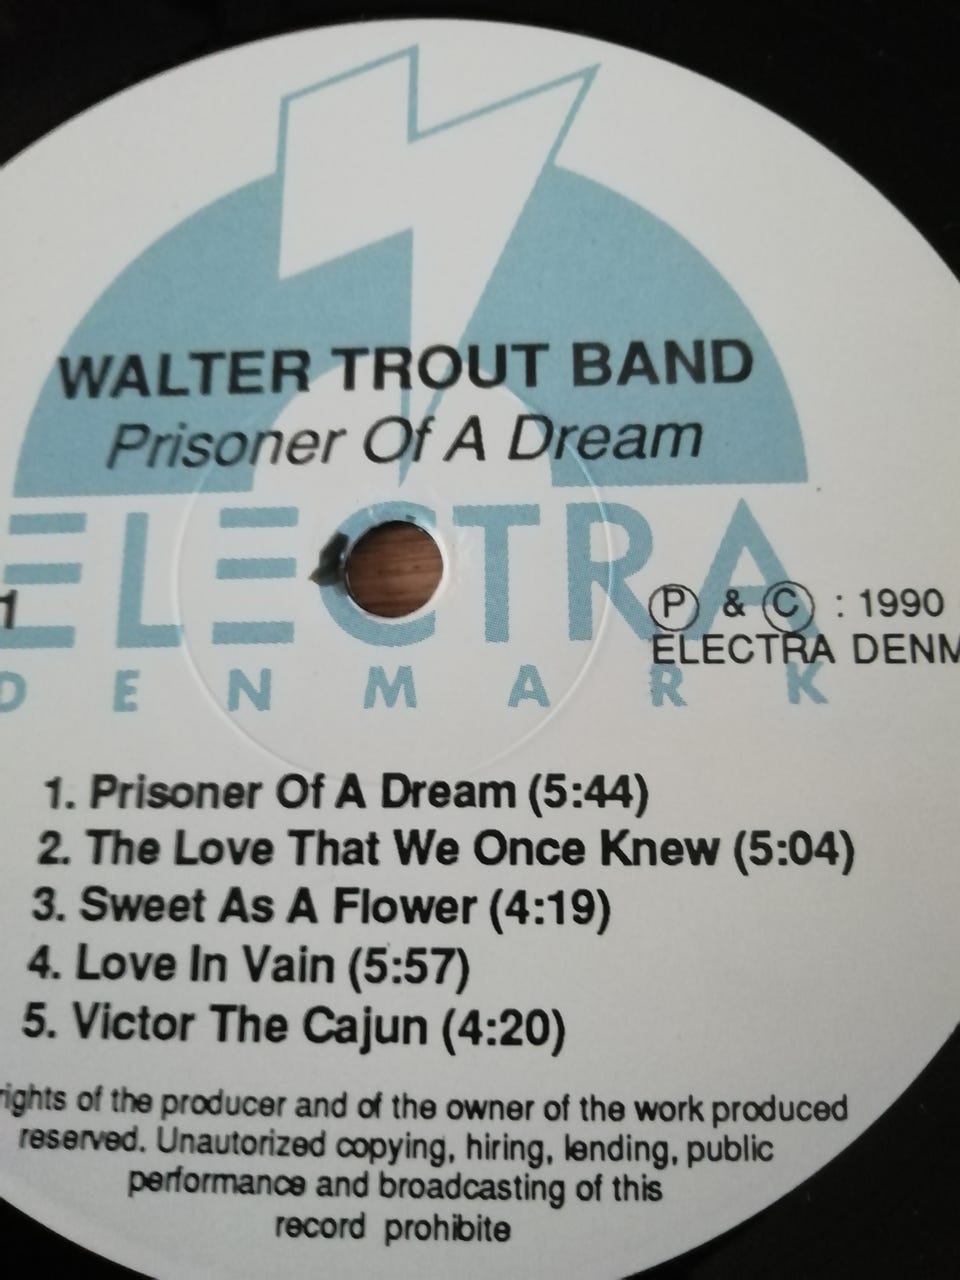 WALTER TROUT BAND
Prisoner Of A Dream
ELECTRA
DENMARK
1
Ⓟ & Ⓒ : 1990
ELECTRA DENM
1. Prisoner Of A Dream (5:44)
2. The Love That We Once Knew (5:04)
3. Sweet As A Flower (4:19)
4. Love In Vain (5:57)
5. Victor The Cajun (4:20)
rights of the producer and of the owner of the work produced
reserved. Unautorized copying, hiring, lending, public
performance and broadcasting of this
record prohibite